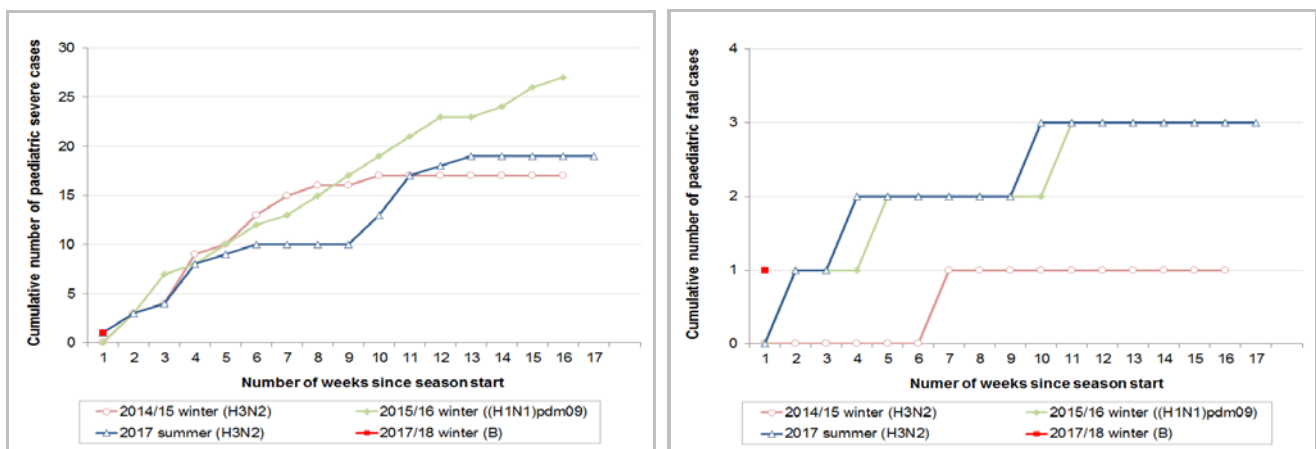 Cumulative number of paediatric severe cases
30
25
20
15
10
5
0
1 2 3 4 5 6 7 8 9 10 11 12 13 14 15 16 17
Number of weeks since season start
2014/15 winter (H3N2) 2015/16 winter ((H1N1)pdm09)
2017 summer (H3N2) 2017/18 winter (B)
Cumulative number of paediatric fatal cases
4
3
2
1
0
1 2 3 4 5 6 7 8 9 10 11 12 13 14 15 16 17
Numer of weeks since season start
2014/15 winter (H3N2) 2015/16 winter ((H1N1)pdm09)
2017 summer (H3N2) 2017/18 winter (B)